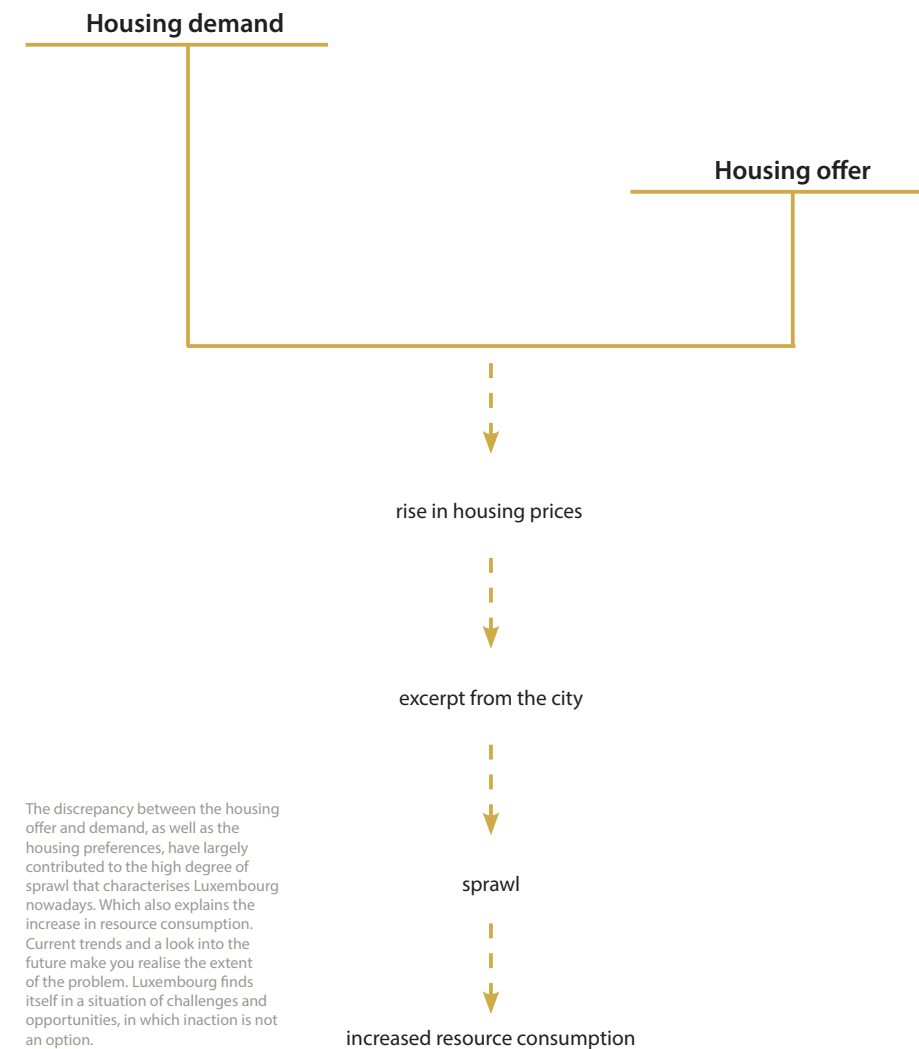 Housing demand
Housing offer
rise in housing prices
excerpt from the city
sprawl
increased resource consumption
The discrepancy between the housing
offer and demand, as well as the
housing preferences, have largely
contributed to the high degree of
sprawl that characterises Luxembourg
nowadays. Which also explains the
increase in resource consumption.
Current trends and a look into the
future make you realise the extent
of the problem. Luxembourg finds
itself in a situation of challenges and
opportunities, in which inaction is not
an option.